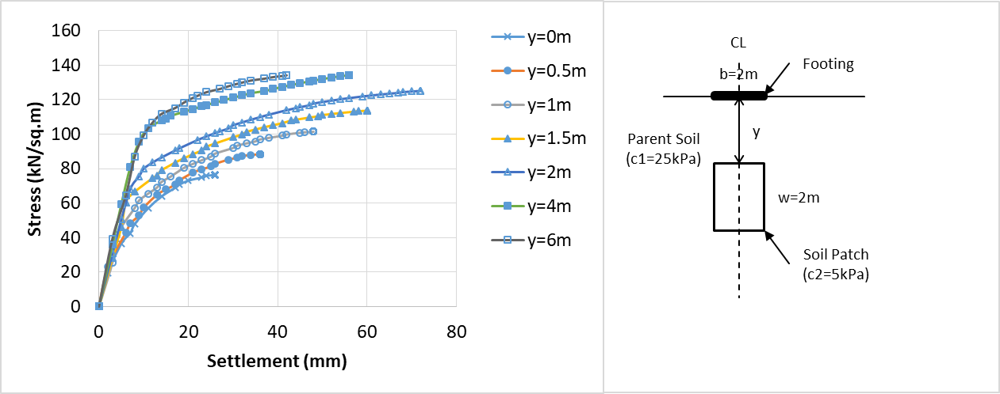 Stress (kN/sq.m)
160
140
120
100
80
60
40
20
0
0 20 40 60 80
Settlement (mm)
y=0m
y=0.5m
y=1m
y=1.5m
y=2m
y=4m
y=6m
CL
b=2m
Footing
y
Parent Soil
(c1=25kPa)
w=2m
Soil Patch
(c2=5kPa)